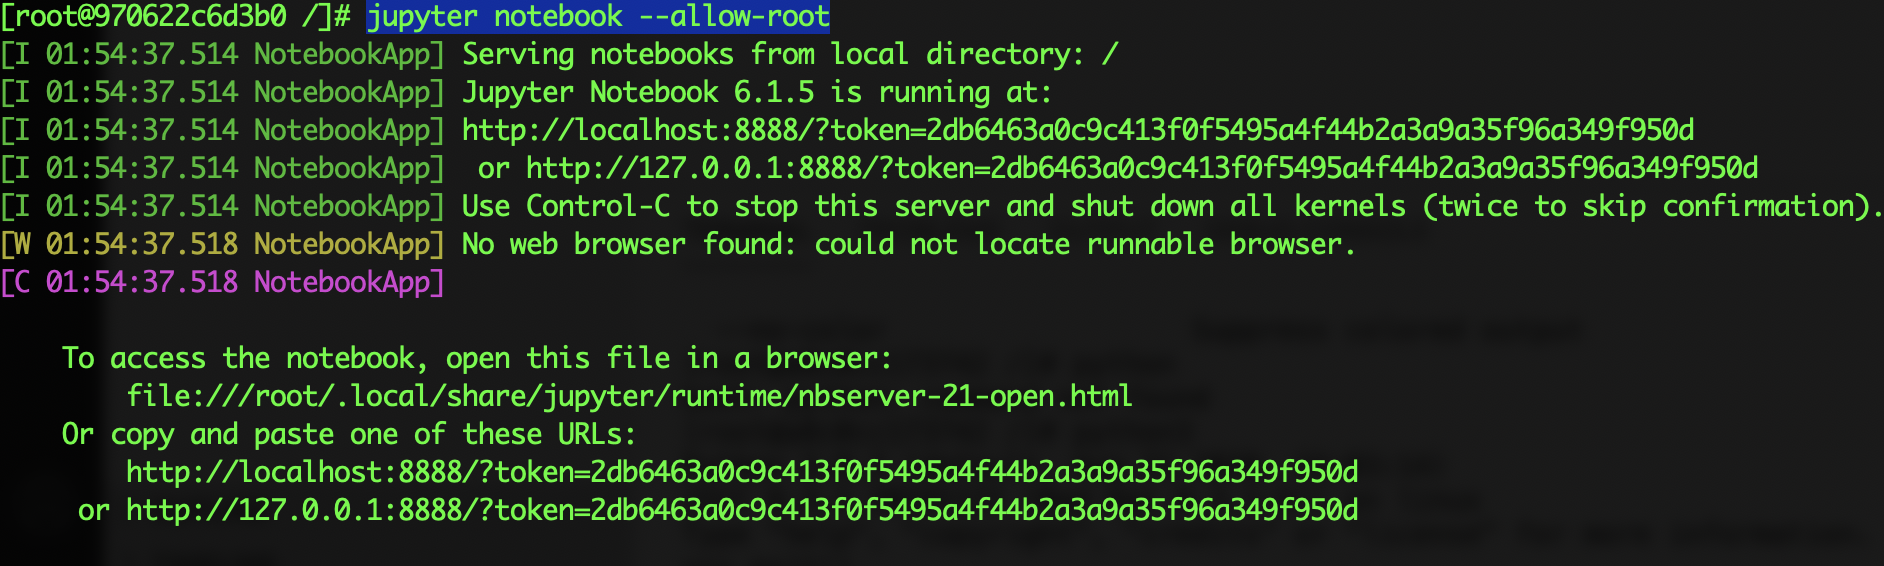 [root@970622c6d3b0 /]# jupyter notebook --allow-root
[I 01:54:37.514 NotebookApp] Serving notebooks from local directory: /
[I 01:54:37.514 NotebookApp] Jupyter Notebook 6.1.5 is running at:
[I 01:54:37.514 NotebookApp] http://localhost:8888/?token=2db6463a0c9c413f0f5495a4f44b2a3a9a35f96a349f950d
[I 01:54:37.514 NotebookApp]  or http://127.0.0.1:8888/?token=2db6463a0c9c413f0f5495a4f44b2a3a9a35f96a349f950d
[I 01:54:37.514 NotebookApp] Use Control-C to stop this server and shut down all kernels (twice to skip confirmation).
[W 01:54:37.518 NotebookApp] No web browser found: could not locate runnable browser.
[C 01:54:37.518 NotebookApp]
To access the notebook, open this file in a browser:
file:///root/.local/share/jupyter/runtime/nbserver-21-open.html
Or copy and paste one of these URLs:
http://localhost:8888/?token=2db6463a0c9c413f0f5495a4f44b2a3a9a35f96a349f950d
or http://127.0.0.1:8888/?token=2db6463a0c9c413f0f5495a4f44b2a3a9a35f96a349f950d